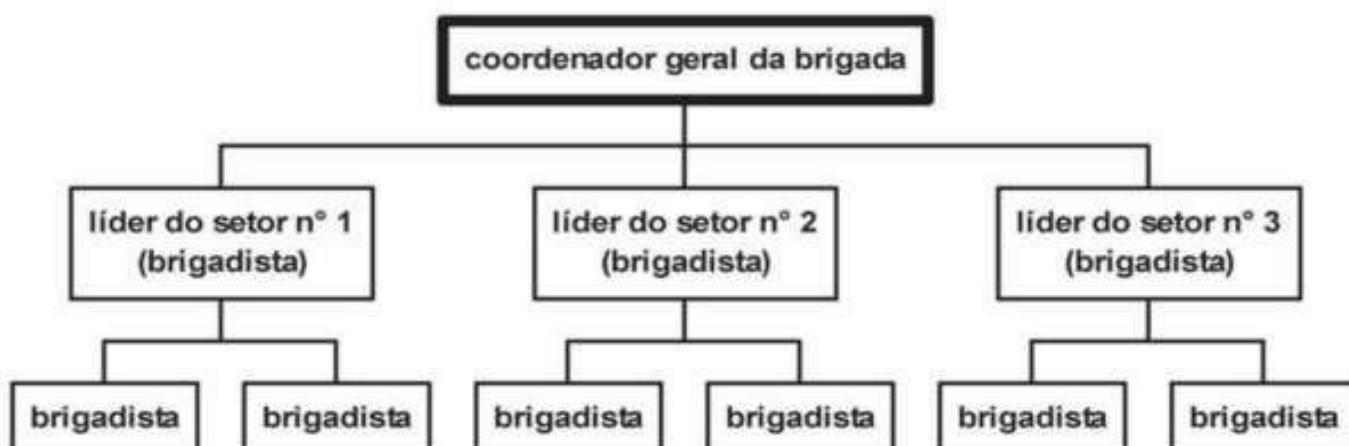 coordenador geral da brigada
líder do setor n° 1
(brigadista)
líder do setor n° 2
(brigadista)
líder do setor n° 3
(brigadista)
brigadista
brigadista
brigadista
brigadista
brigadista
brigadista